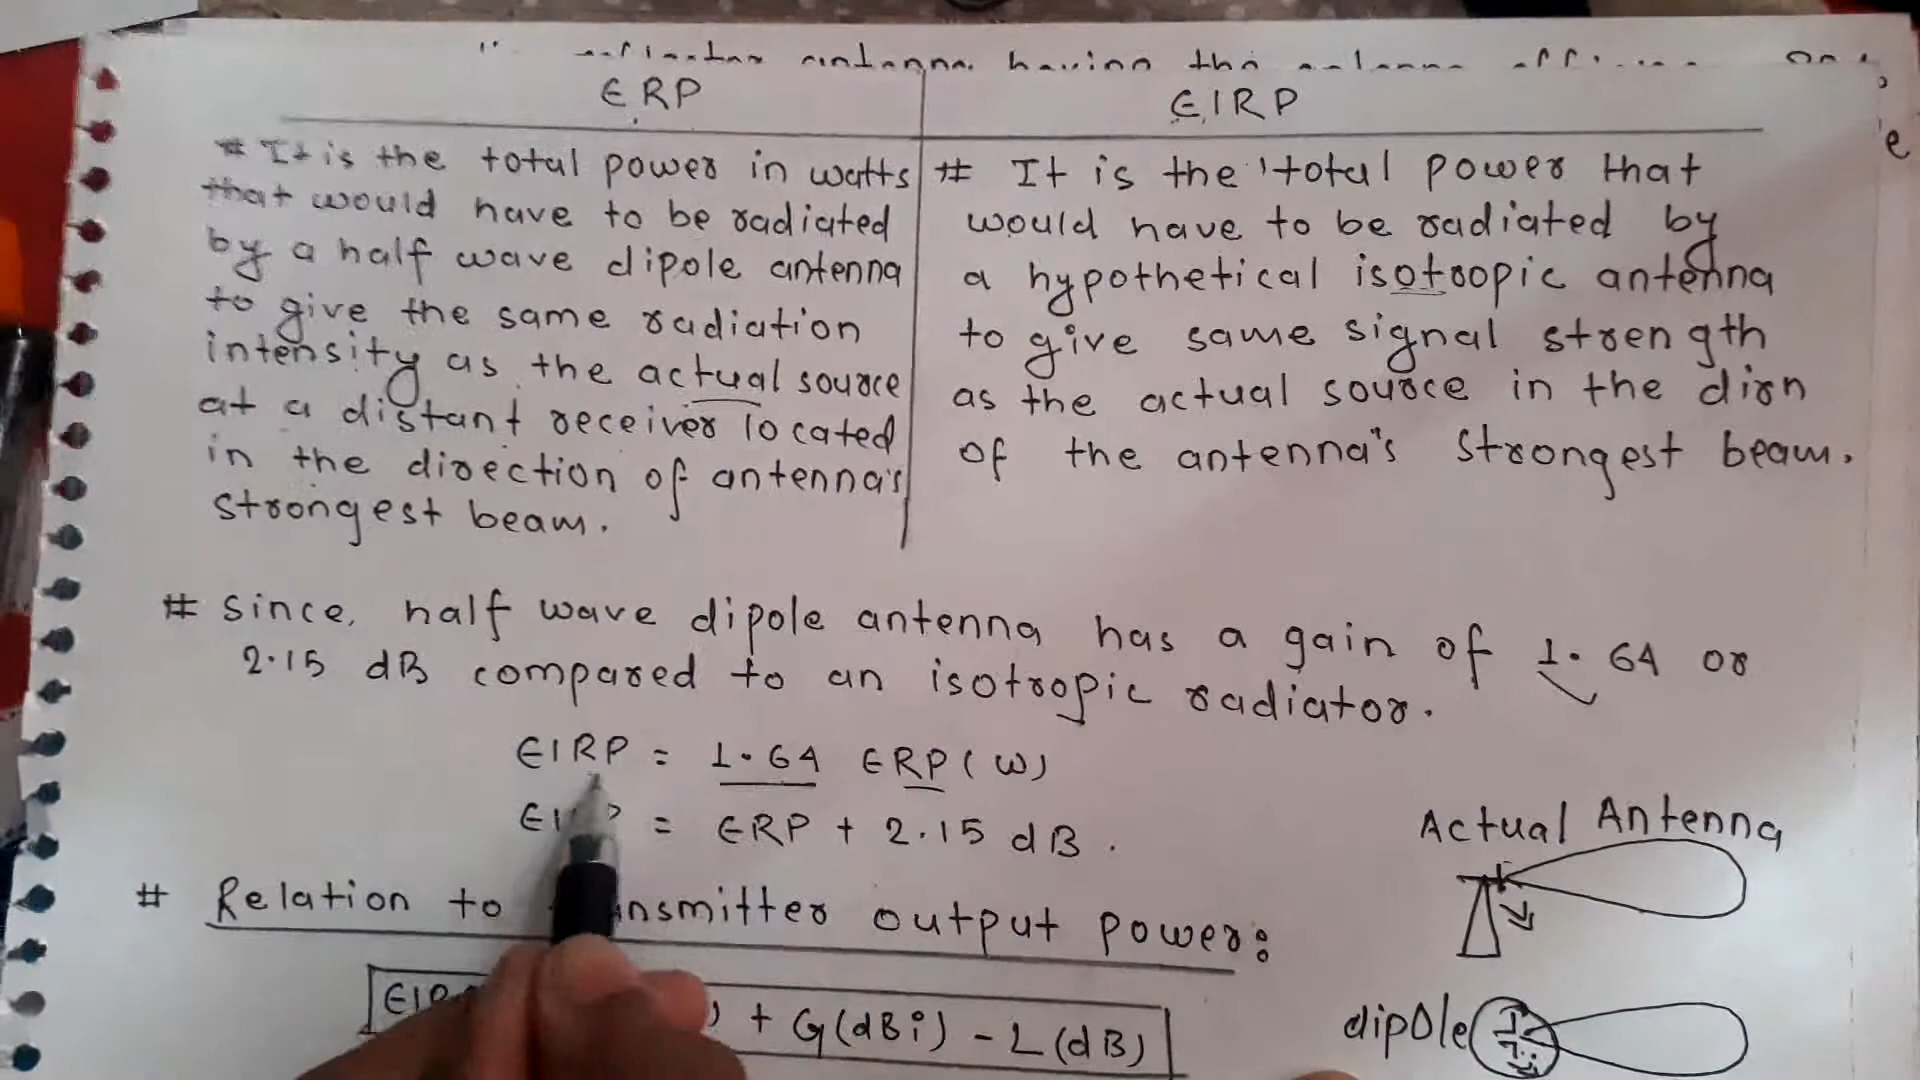 antenna having the
ERP
EIRP
# It is the total power in watts
that would have to be radiated
by a half wave dipole antenna
to give the same radiation
intensity as the actual source
at a distant receiver located
in the direction of antenna's
strongest beam.
# It is the total power that
would have to be radiated by
a hypothetical isotropic antenna
to give same signal strength
as the actual source in the dirn
of the antenna's strongest beam.
e
# Since, half wave dipole antenna has a gain of 1.64 or
2.15 dB compared to an isotropic radiator.
EIRP = 1.64 ERP(W)
= ERP + 2.15 dB.
# Relation to output power:
+ G(dBi) - L(dB)
Actual Antenna
dipole